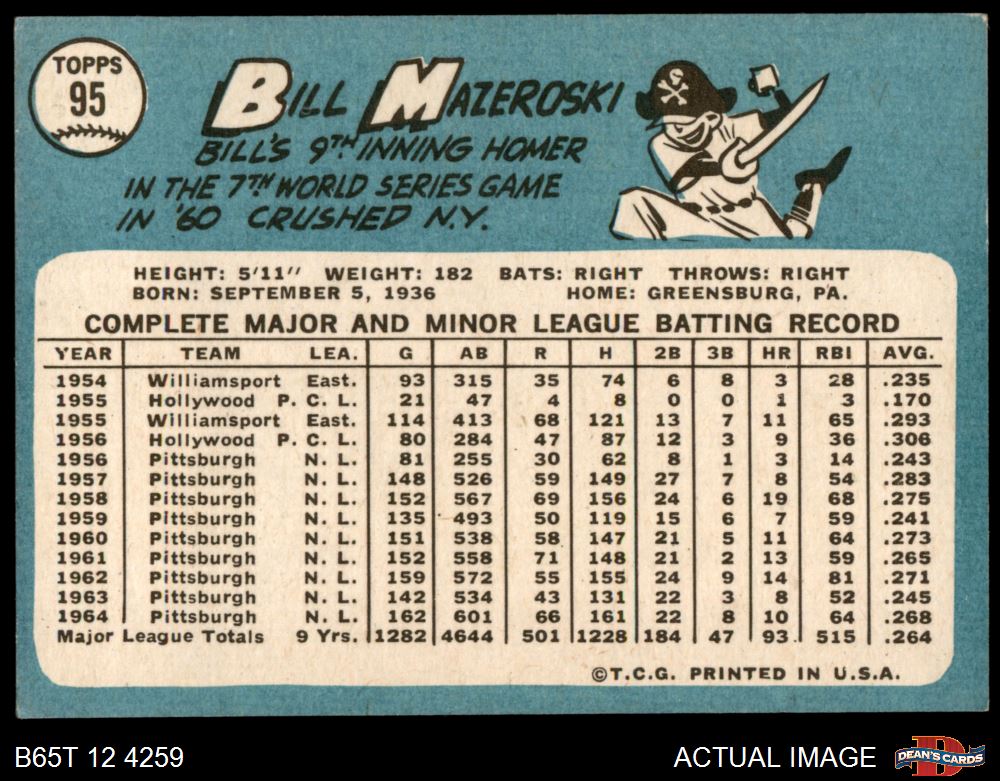 TOPPS
95
BILL MAZEROSKI
BILL'S 9TH INNING HOMER
IN THE 7TH WORLD SERIES GAME
IN '60 CRUSHED N.Y.
HEIGHT: 5'11" WEIGHT: 182 BATS: RIGHT THROWS: RIGHT
BORN: SEPTEMBER 5, 1936 HOME: GREENSBURG, PA.
COMPLETE MAJOR AND MINOR LEAGUE BATTING RECORD
YEAR TEAM LEA. G AB R H 2B 3B HR RBI AVG.
1954 Williamsport East. 93 315 35 74 6 8 3 28 .235
1955 Hollywood P. C. L. 21 47 4 8 0 0 1 3 .170
1955 Williamsport East. 114 413 68 121 13 7 11 65 .293
1956 Hollywood P. C. L. 80 284 47 87 12 3 9 36 .306
1956 Pittsburgh N. L. 81 255 30 62 8 1 3 14 .243
1957 Pittsburgh N. L. 148 526 59 149 27 7 8 54 .283
1958 Pittsburgh N. L. 152 567 69 156 24 6 19 68 .275
1959 Pittsburgh N. L. 135 493 50 119 15 6 7 59 .241
1960 Pittsburgh N. L. 151 538 58 147 21 5 11 64 .273
1961 Pittsburgh N. L. 152 558 71 148 21 2 13 59 .265
1962 Pittsburgh N. L. 159 572 55 155 24 9 14 81 .271
1963 Pittsburgh N. L. 142 534 43 131 22 3 8 52 .245
1964 Pittsburgh N. L. 162 601 66 161 22 8 10 64 .268
Major League Totals 9 Yrs. 1282 4644 501 1228 184 47 93 515 .264
©T.C.G. PRINTED IN U.S.A.
B65T 12 4259 ACTUAL IMAGE DEAN'S CARDS